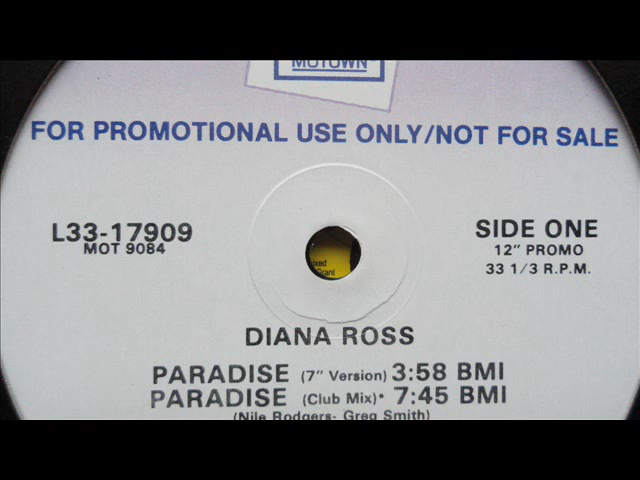 MOTOWN
FOR PROMOTIONAL USE ONLY/NOT FOR SALE
L33-17909
MOT 9084
SIDE ONE
12" PROMO
33 1/3 R.P.M.
Grant
DIANA ROSS
PARADISE (7" Version) 3:58 BMI
PARADISE (Club Mix)* 7:45 BMI
(Nile Rodgers- Greg Smith)